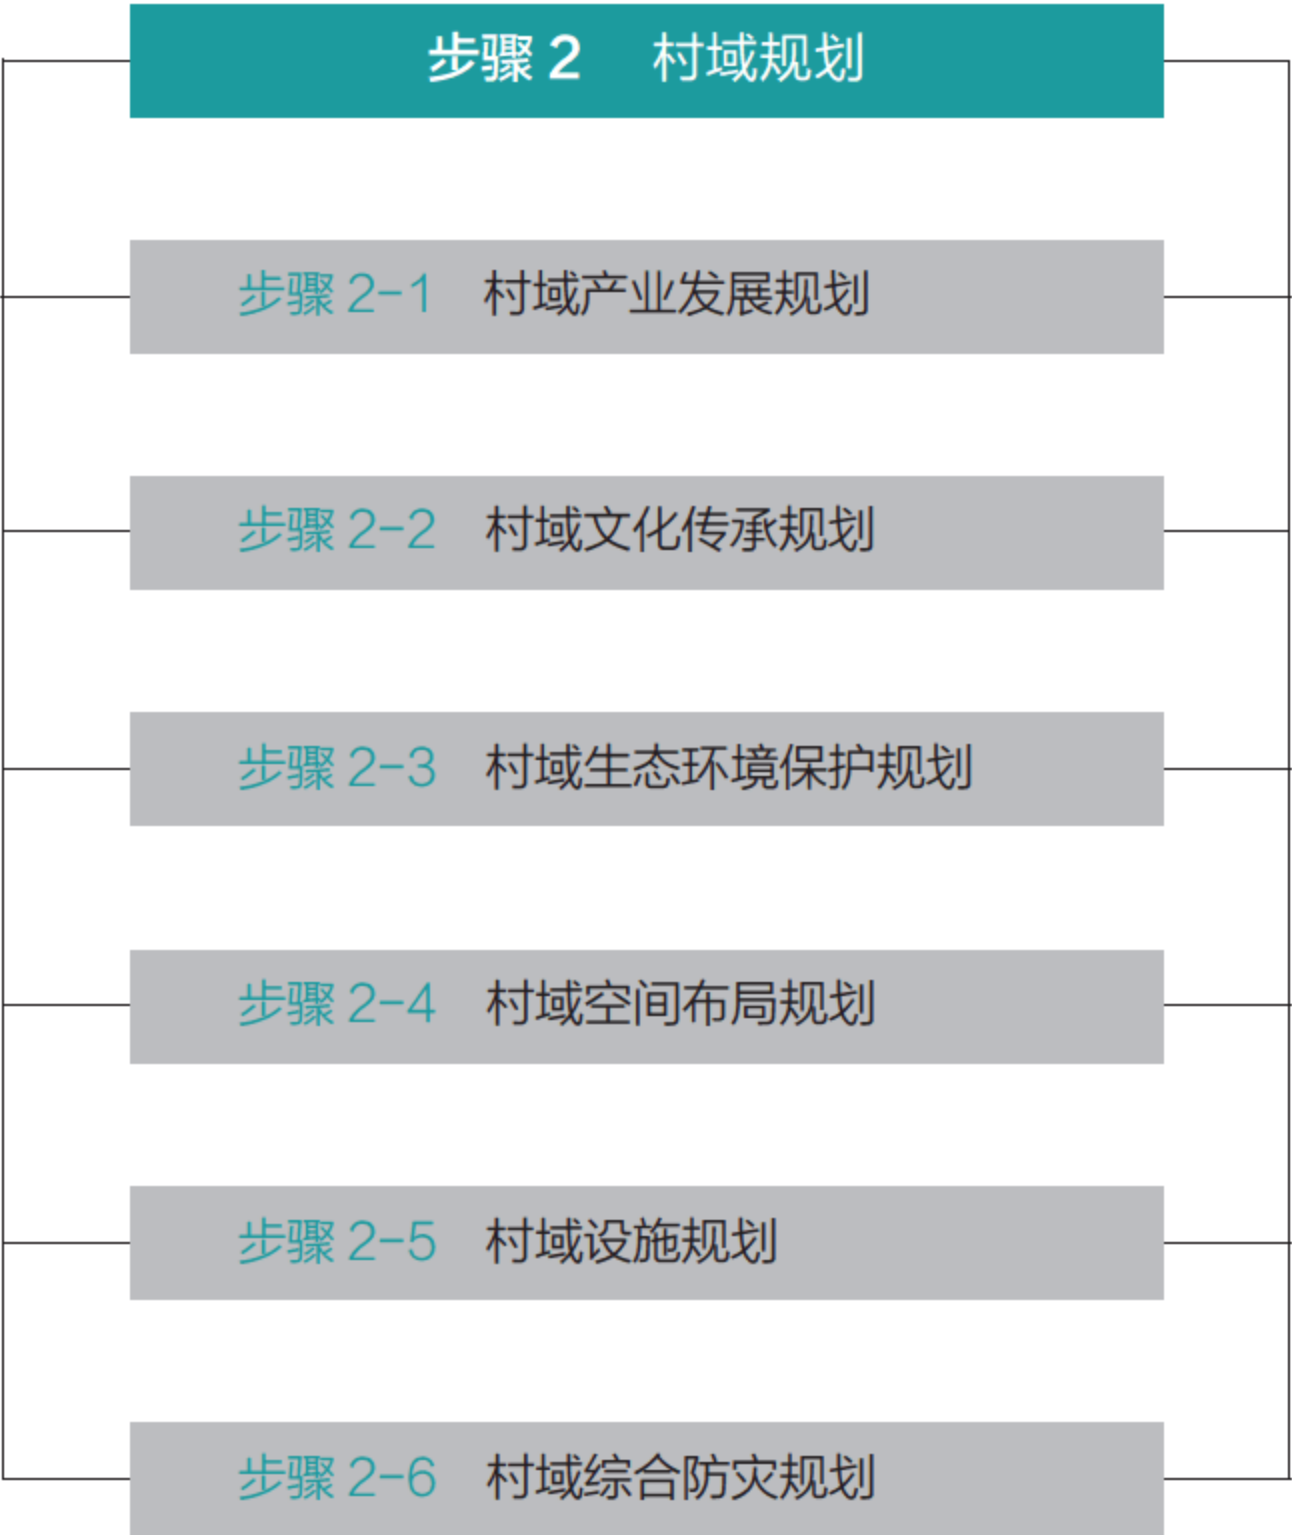 步骤 2 村域规划
步骤 2-1 村域产业发展规划
步骤 2-2 村域文化传承规划
步骤 2-3 村域生态环境保护规划
步骤 2-4 村域空间布局规划
步骤 2-5 村域设施规划
步骤 2-6 村域综合防灾规划